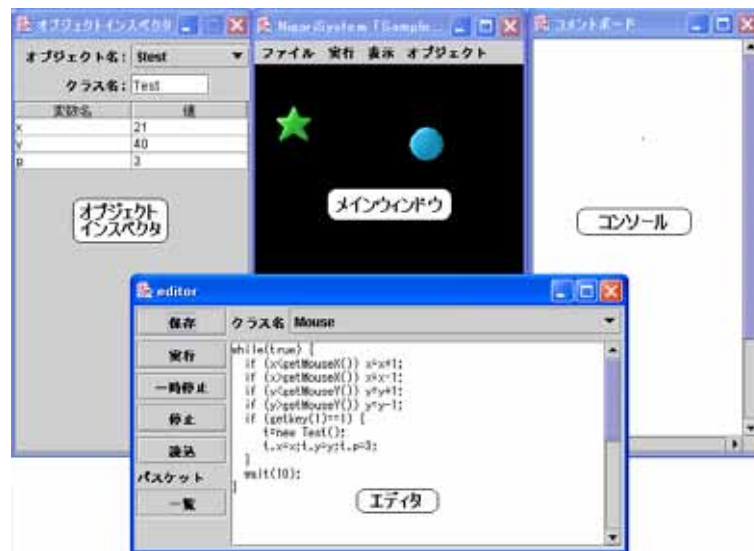 オブジェクトインスペクタ
オブジェクト名: $test
クラス名: Test
変数名 値
x 21
y 40
p 3
オブジェクト
インスペクタ
NigariSystem「Sample...
ファイル 実行 表示 オブジェクト
メインウィンドウ
コメントボード
コンソール
editor
保存
実行
一時停止
停止
読込
バスケット
一覧
クラス名 Mouse
while(true) {
if (x<getMouseX()) x=x+1;
if (x>getMouseX()) x=x-1;
if (y<getMouseY()) y=y+1;
if (y>getMouseY()) y=y-1;
if (getkey(1)==1) {
t=new Test();
t.x=x;t.y=y;t.p=3;
}
wait(10);
}
エディタ